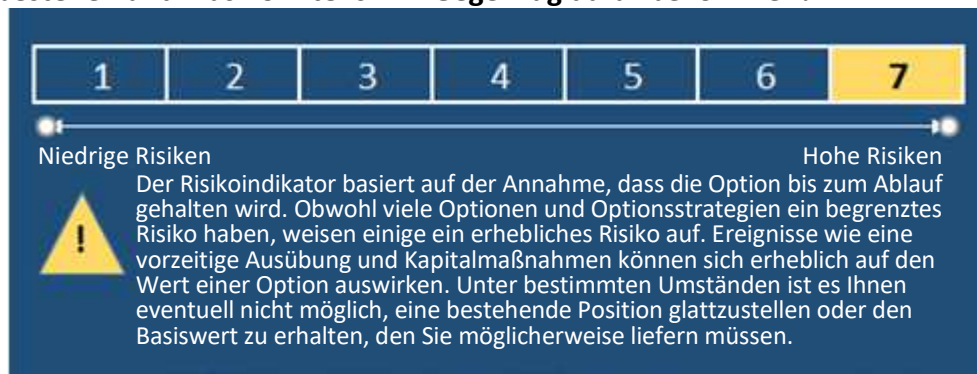 1 2 3 4 5 6 7
Niedrige Risiken Hohe Risiken
Der Risikoindikator basiert auf der Annahme, dass die Option bis zum Ablauf
gehalten wird. Obwohl viele Optionen und Optionsstrategien ein begrenztes
! Risiko haben, weisen einige ein erhebliches Risiko auf. Ereignisse wie eine
vorzeitige Ausübung und Kapitalmaßnahmen können sich erheblich auf den
Wert einer Option auswirken. Unter bestimmten Umständen ist es Ihnen
eventuell nicht möglich, eine bestehende Position glattzustellen oder den
Basiswert zu erhalten, den Sie möglicherweise liefern müssen.